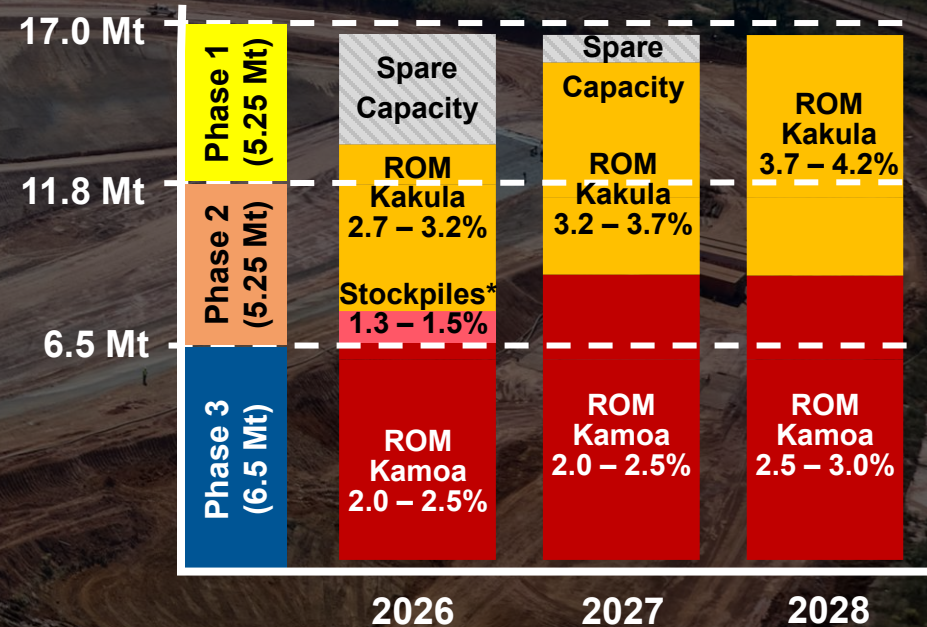 17.0 Mt
11.8 Mt
6.5 Mt
Phase 1
(5.25 Mt)
Phase 2
(5.25 Mt)
Phase 3
(6.5 Mt)
Spare
Capacity
ROM
Kakula
2.7 – 3.2%
Stockpiles*
1.3 – 1.5%
ROM
Kamoa
2.0 – 2.5%
Spare
Capacity
ROM
Kakula
3.2 – 3.7%
ROM
Kamoa
2.0 – 2.5%
ROM
Kakula
3.7 – 4.2%
ROM
Kamoa
2.5 – 3.0%
2026
2027
2028